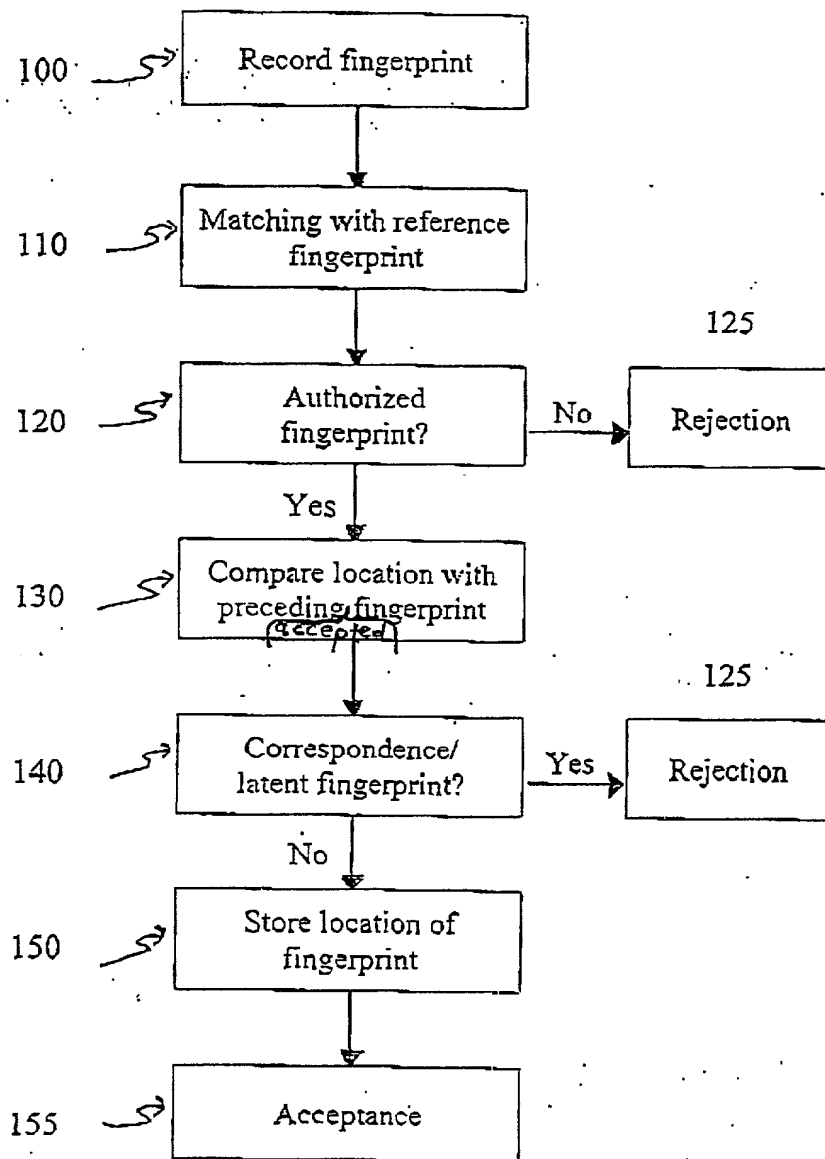 100
Record fingerprint
110
Matching with reference
fingerprint
125
120
Authorized
fingerprint?
No
Rejection
Yes
130
Compare location with
preceding fingerprint
accepted
125
140
Correspondence/
latent fingerprint?
Yes
Rejection
No
150
Store location of
fingerprint
155
Acceptance